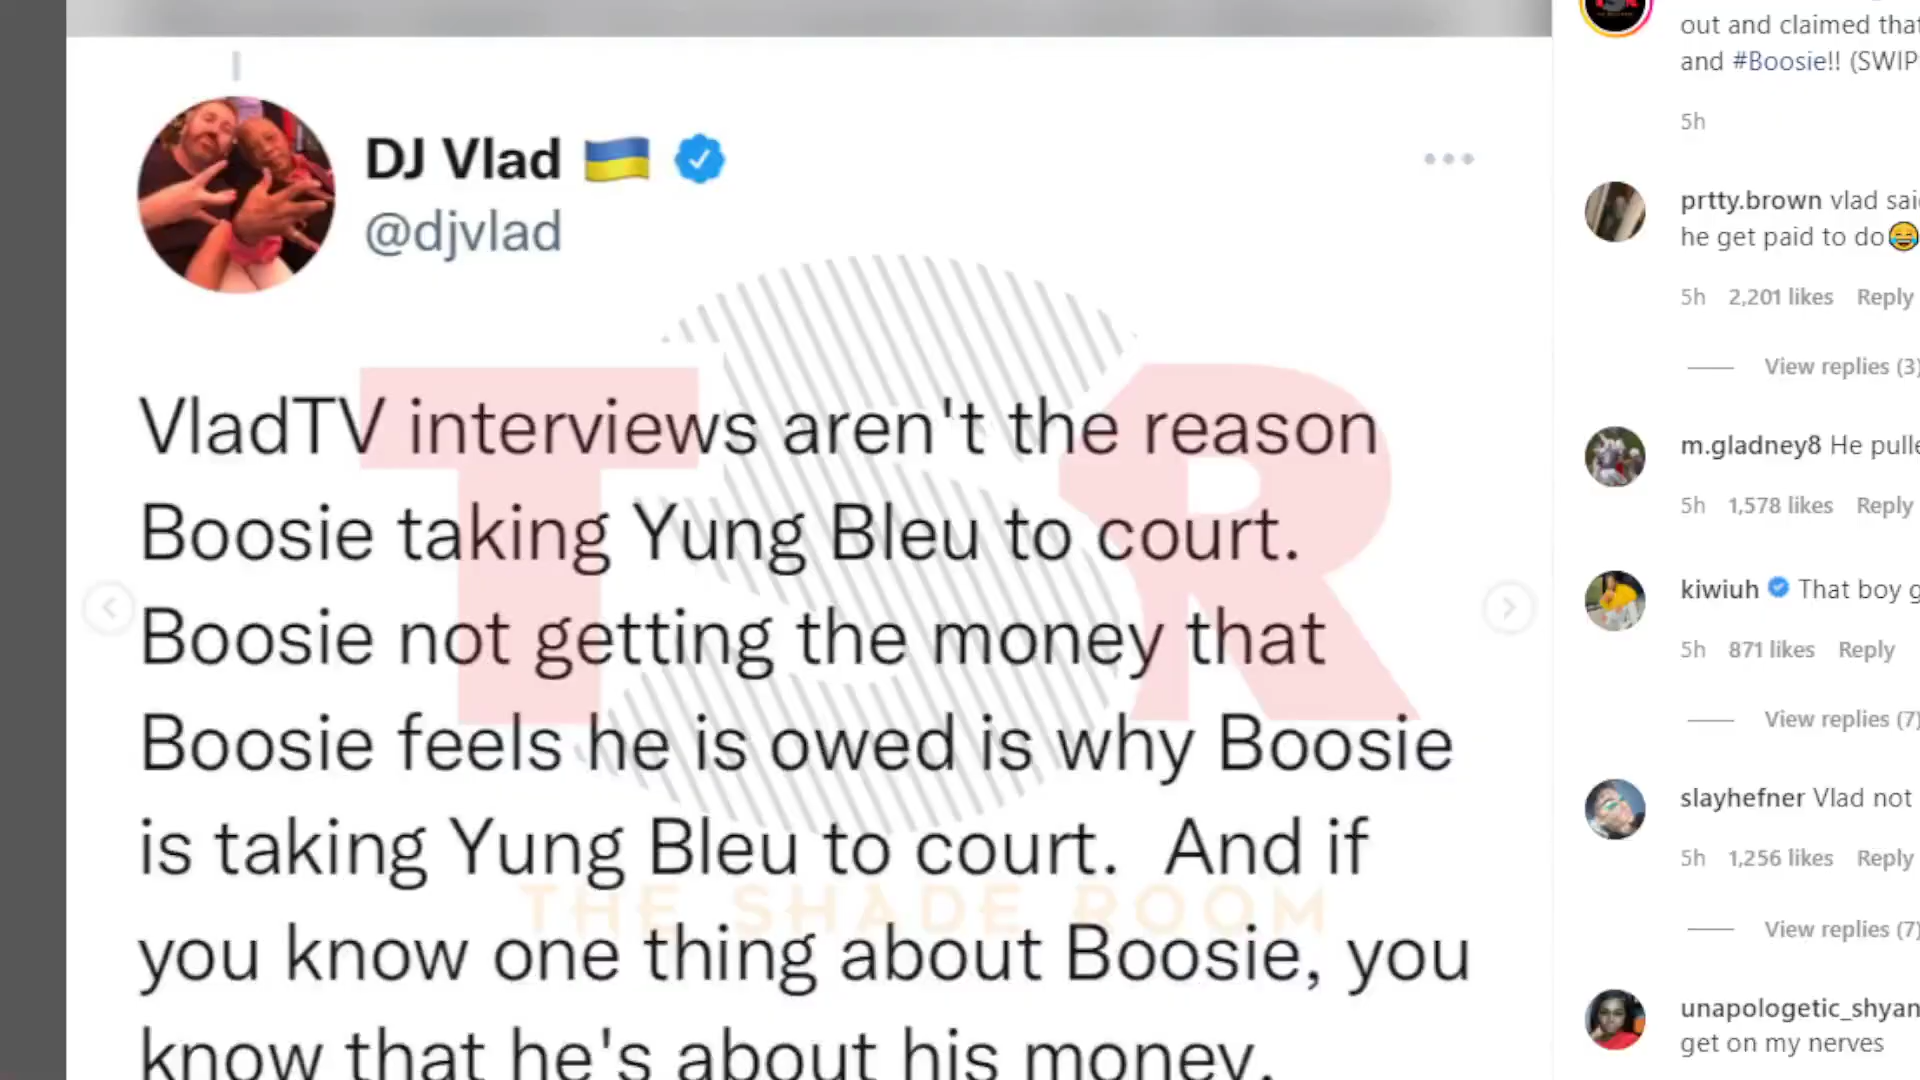 DJ Vlad 🇺🇦
@djvlad
VladTV interviews aren't the reason
Boosie taking Yung Bleu to court.
Boosie not getting the money that
Boosie feels he is owed is why Boosie
is taking Yung Bleu to court.  And if
you know one thing about Boosie, you
know that he's about his money.
TSR
THE SHADE ROOM
out and claimed that
and #Boosie!! (SWIP
5h
prtty.brown vlad said
he get paid to do😂
5h 2,201 likes Reply
View replies (3)
m.gladney8 He pulle
5h 1,578 likes Reply
kiwiuh That boy g
5h 871 likes Reply
View replies (7)
slayhefner Vlad not
5h 1,256 likes Reply
View replies (7)
unapologetic_shyan
get on my nerves